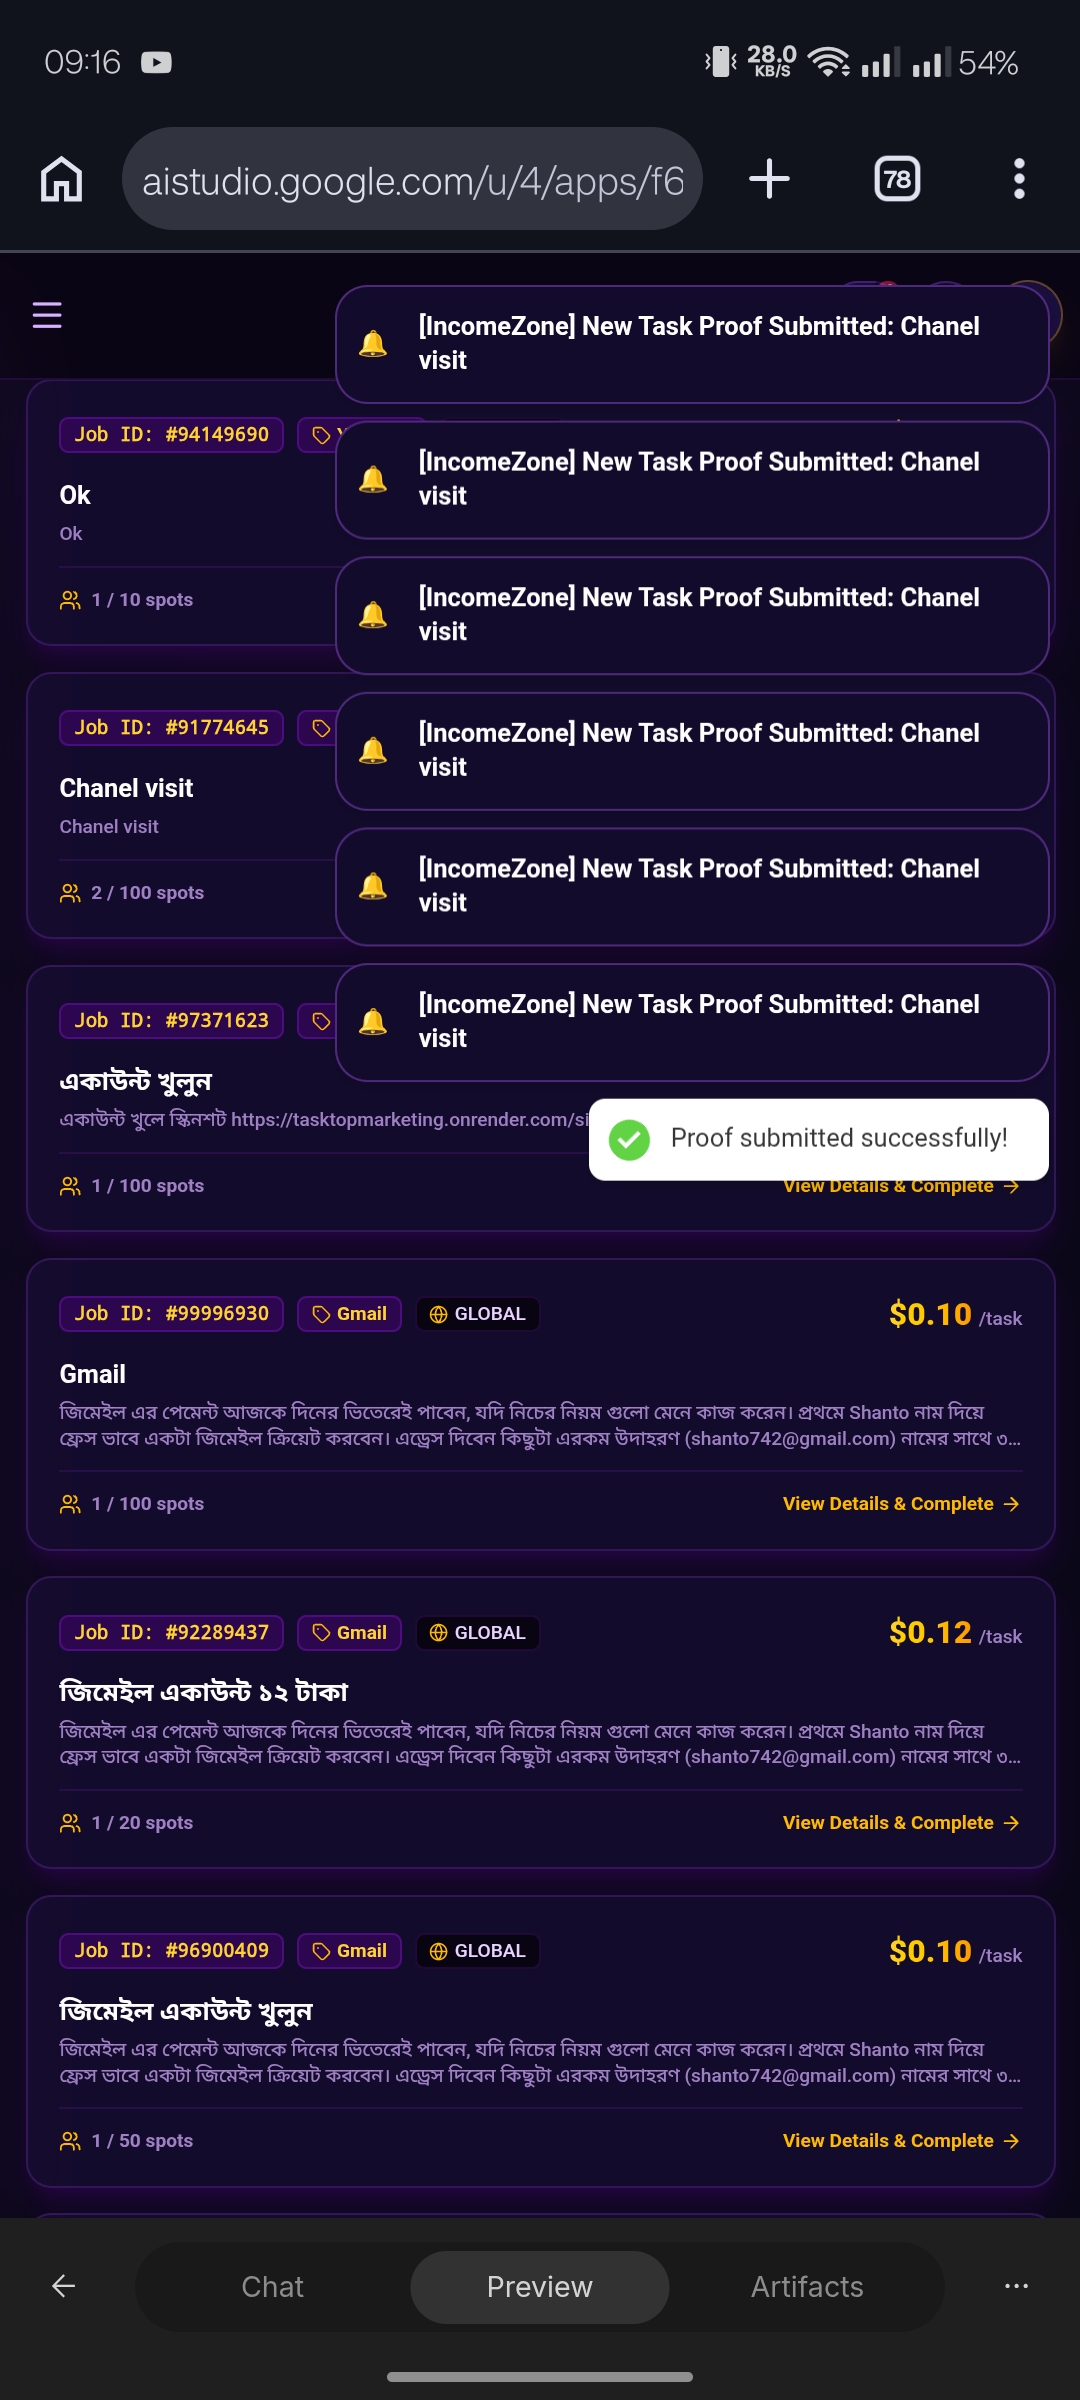 09:16
28.0
KB/S
54%
aistudio.google.com/u/4/apps/f6
78
[IncomeZone] New Task Proof Submitted: Chanel
visit
[IncomeZone] New Task Proof Submitted: Chanel
visit
[IncomeZone] New Task Proof Submitted: Chanel
visit
[IncomeZone] New Task Proof Submitted: Chanel
visit
[IncomeZone] New Task Proof Submitted: Chanel
visit
[IncomeZone] New Task Proof Submitted: Chanel
visit
Proof submitted successfully!
Job ID: #94149690
Ok
Ok
1 / 10 spots
Job ID: #91774645
Chanel visit
Chanel visit
2 / 100 spots
Job ID: #97371623
একাউন্ট খুলুন
একাউন্ট খুলে স্কিনশট https://tasktopmarketing.onrender.com/si
1 / 100 spots
View Details & Complete →
Job ID: #99996930 Gmail GLOBAL $0.10 /task
Gmail
জিমেইল এর পেমেন্ট আজকে দিনের ভিতেরেই পাবেন, যদি নিচের নিয়ম গুলো মেনে কাজ করেন। প্রথমে Shanto নাম দিয়ে
ফ্রেস ভাবে একটা জিমেইল ক্রিয়েট করবেন। এড্রেস দিবেন কিছুটা এরকম উদাহরণ (shanto742@gmail.com) নামের সাথে ৩...
1 / 100 spots
View Details & Complete →
Job ID: #92289437 Gmail GLOBAL $0.12 /task
জিমেইল একাউন্ট ১২ টাকা
জিমেইল এর পেমেন্ট আজকে দিনের ভিতেরেই পাবেন, যদি নিচের নিয়ম গুলো মেনে কাজ করেন। প্রথমে Shanto নাম দিয়ে
ফ্রেস ভাবে একটা জিমেইল ক্রিয়েট করবেন। এড্রেস দিবেন কিছুটা এরকম উদাহরণ (shanto742@gmail.com) নামের সাথে ৩...
1 / 20 spots
View Details & Complete →
Job ID: #96900409 Gmail GLOBAL $0.10 /task
জিমেইল একাউন্ট খুলুন
জিমেইল এর পেমেন্ট আজকে দিনের ভিতেরেই পাবেন, যদি নিচের নিয়ম গুলো মেনে কাজ করেন। প্রথমে Shanto নাম দিয়ে
ফ্রেস ভাবে একটা জিমেইল ক্রিয়েট করবেন। এড্রেস দিবেন কিছুটা এরকম উদাহরণ (shanto742@gmail.com) নামের সাথে ৩...
1 / 50 spots
View Details & Complete →
Chat
Preview
Artifacts